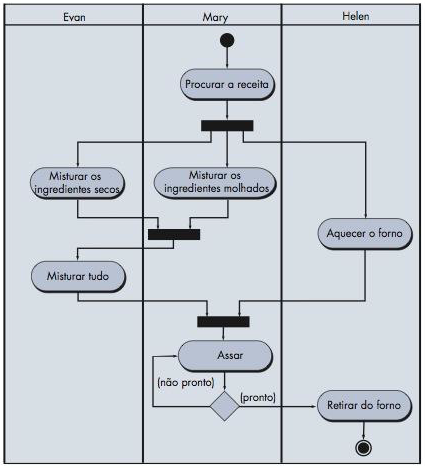 Evan
Mary
Helen
Procurar a receita
Misturar os
ingredientes secos
Misturar os
ingredientes molhados
Aquecer o forno
Misturar tudo
Assar
(não pronto)
(pronto)
Retirar do forno